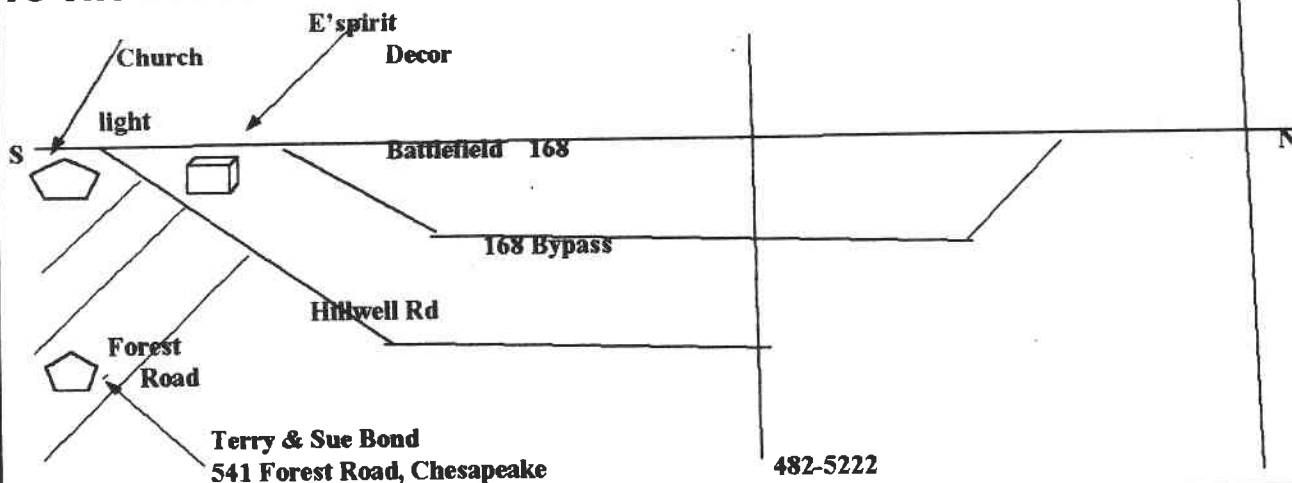 E'spirit
Decor
Church
light
S
Battlefield 168
N
168 Bypass
Hillwell Rd
Forest
Road
Terry & Sue Bond
541 Forest Road, Chesapeake
482-5222